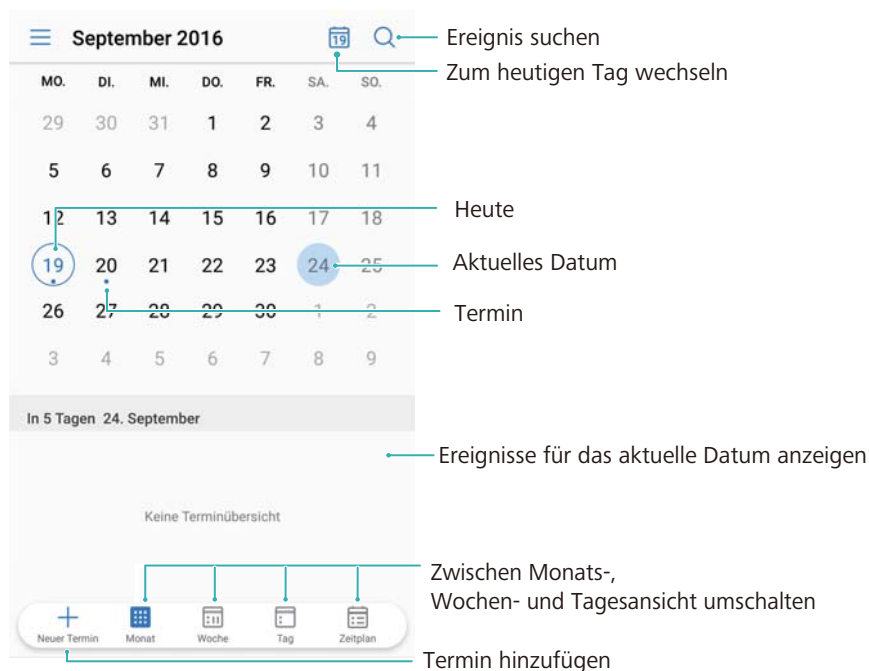 September 2016
19
Ereignis suchen
Zum heutigen Tag wechseln
MO. DI. MI. DO. FR. SA. SO.
29 30 31 1 2 3 4
5 6 7 8 9 10 11
12 13 14 15 16 17 18
Heute
19 20 21 22 23 24 25
Aktuelles Datum
26 27 28 29 30 1 2
Termin
3 4 5 6 7 8 9
In 5 Tagen 24. September
Ereignisse für das aktuelle Datum anzeigen
Keine Terminübersicht
Zwischen Monats-,
Wochen- und Tagesansicht umschalten
Neuer Termin Monat Woche Tag Zeitplan
Termin hinzufügen